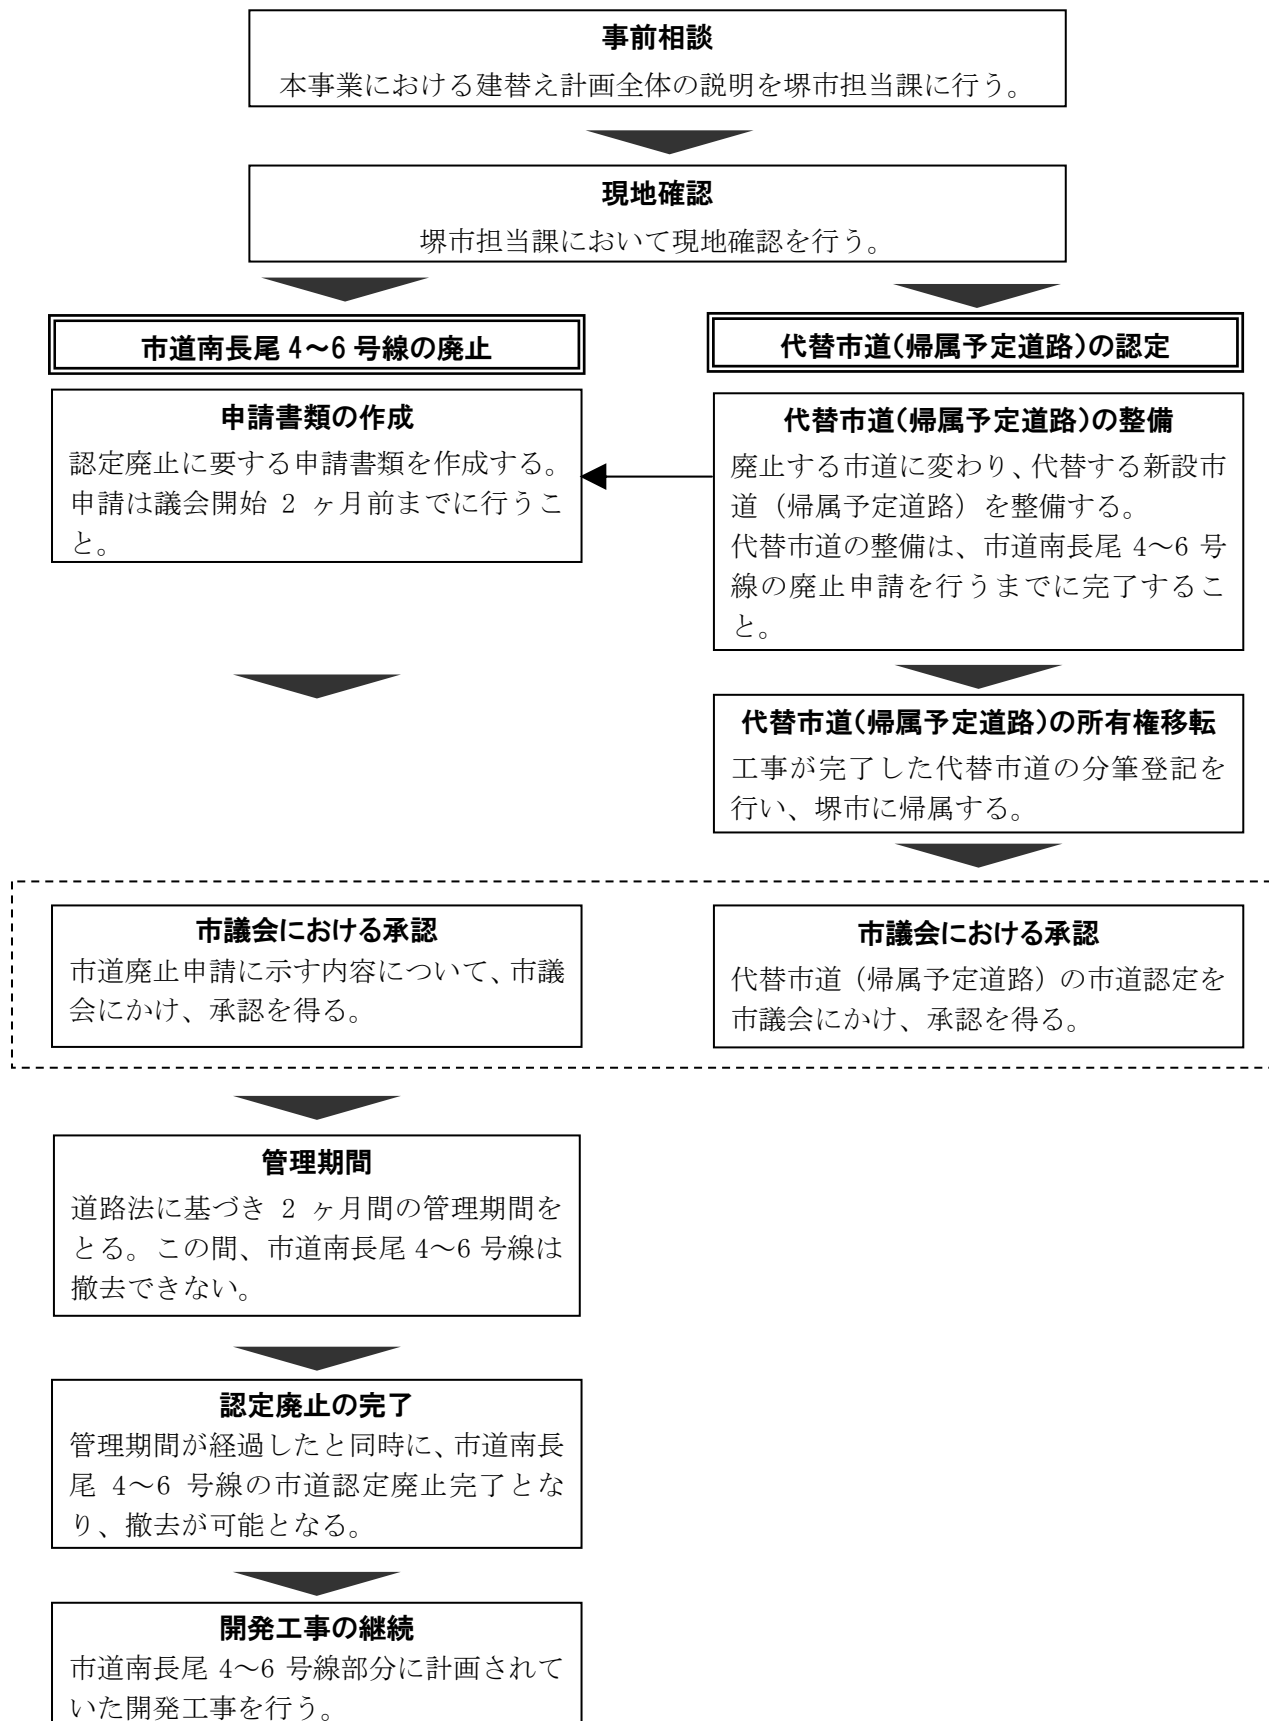 事前相談
本事業における建替え計画全体の説明を堺市担当課に行う。
現地確認
堺市担当課において現地確認を行う。
市道南長尾 4～6 号線の廃止
申請書類の作成
認定廃止に要する申請書類を作成する。
申請は議会開始 2 ヶ月前までに行うこ
と。
代替市道(帰属予定道路)の認定
代替市道(帰属予定道路)の整備
廃止する市道に変わり、代替する新設市
道（帰属予定道路）を整備する。
代替市道の整備は、市道南長尾 4～6 号
線の廃止申請を行うまでに完了するこ
と。
代替市道(帰属予定道路)の所有権移転
工事が完了した代替市道の分筆登記を
行い、堺市に帰属する。
市議会における承認
市道廃止申請に示す内容について、市議
会にかけ、承認を得る。
市議会における承認
代替市道（帰属予定道路）の市道認定を
市議会にかけ、承認を得る。
管理期間
道路法に基づき 2 ヶ月間の管理期間を
とる。この間、市道南長尾 4～6 号線は
撤去できない。
認定廃止の完了
管理期間が経過したと同時に、市道南長
尾 4～6 号線の市道認定廃止完了とな
り、撤去が可能となる。
開発工事の継続
市道南長尾 4～6 号線部分に計画されて
いた開発工事を行う。